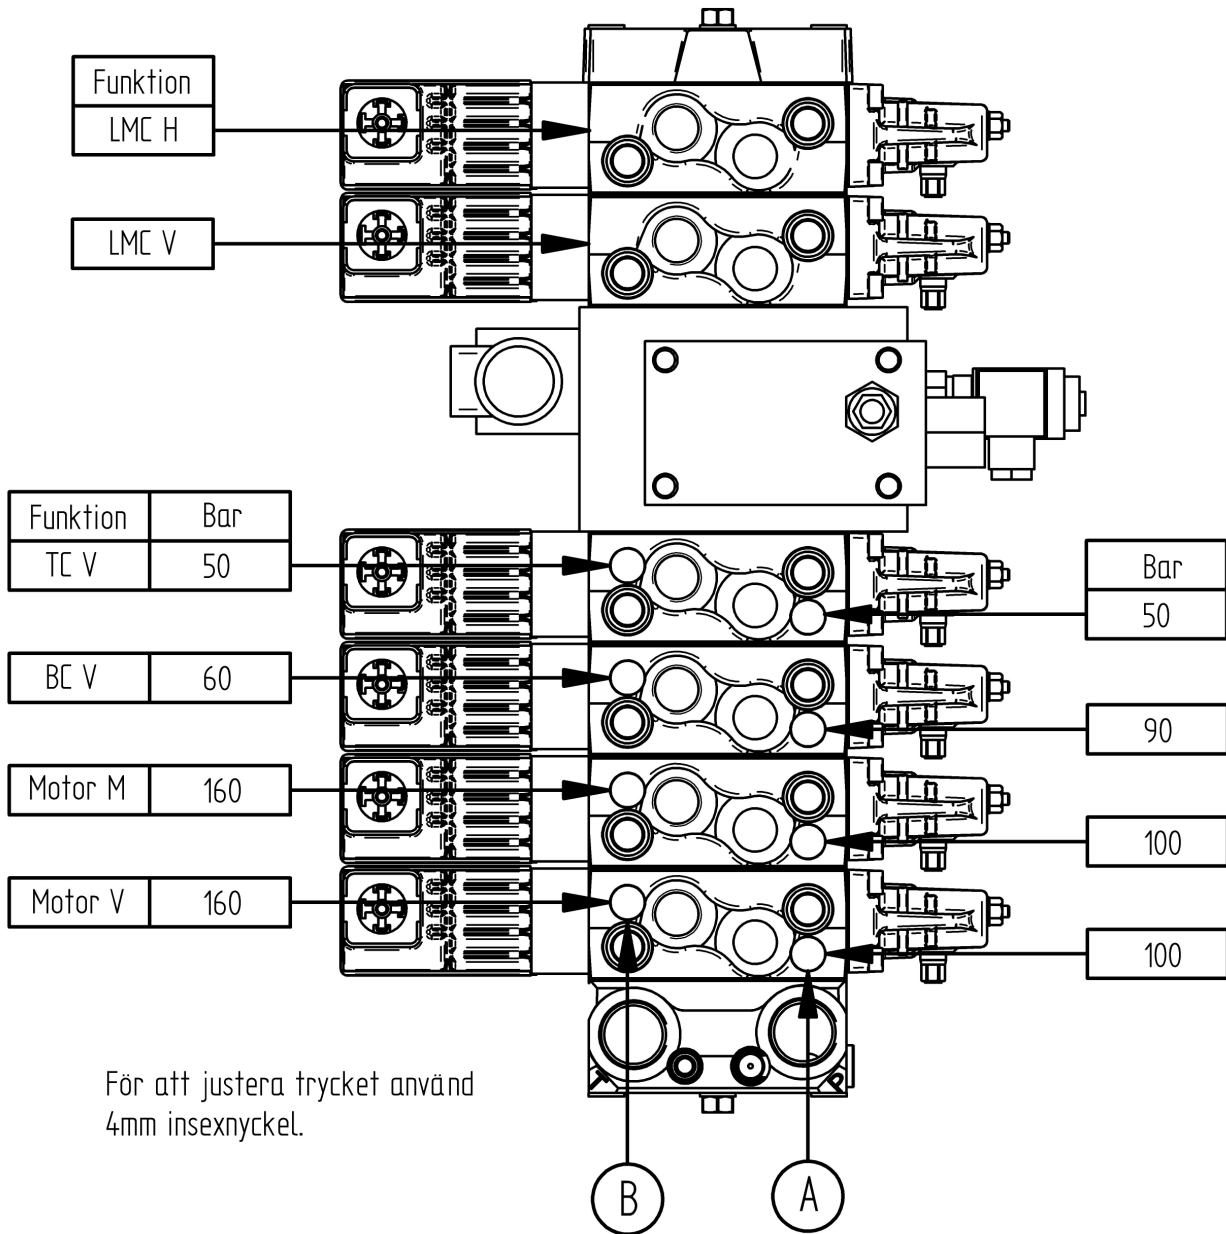 Funktion
LMC H
LMC V
Funktion Bar
TC V 50
Bar
50
BC V 60
90
Motor M 160
100
Motor V 160
100
T
P
För att justera trycket använd
4mm insexnyckel.
B
A